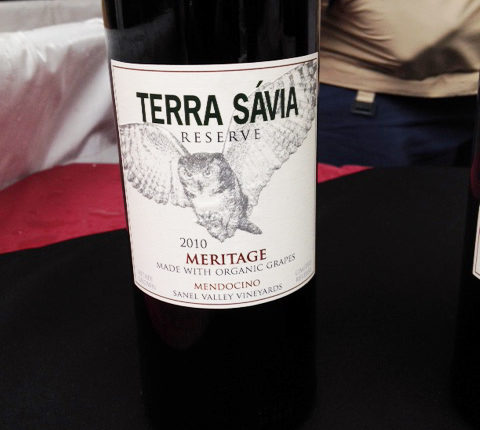 TERRA SÁVIA
RESERVE
2010
MERITAGE
MADE WITH ORGANIC GRAPES
MENDOCINO
SANEL VALLEY VINEYARDS